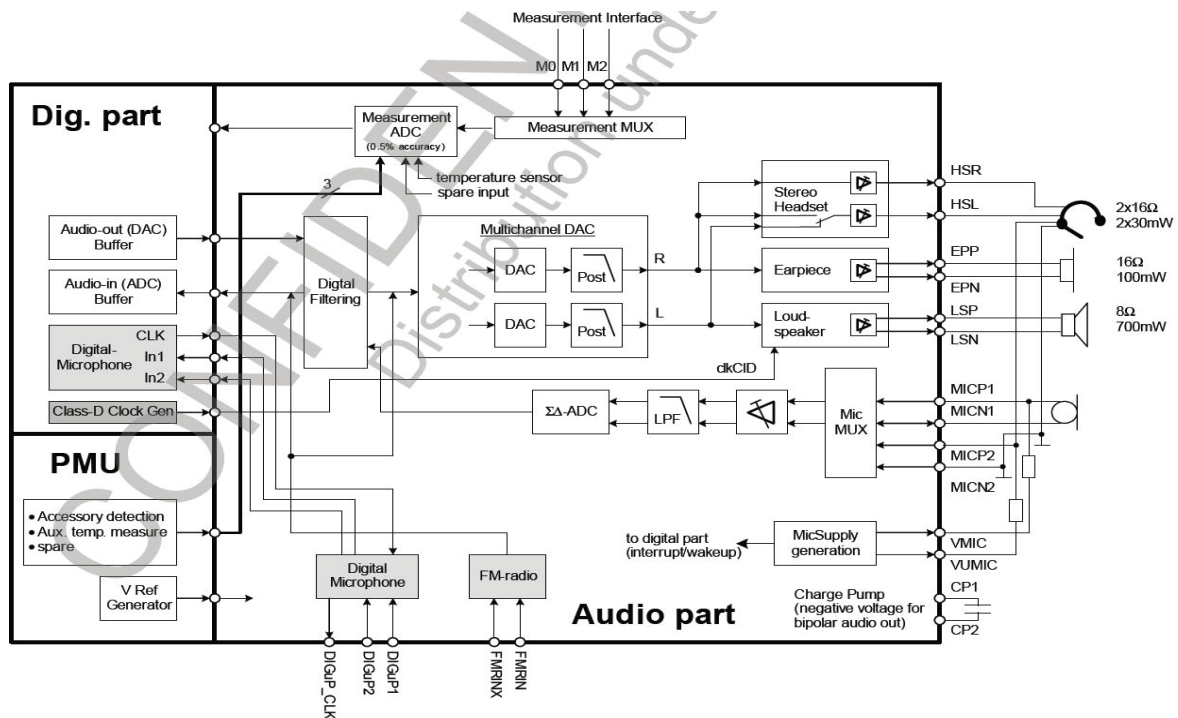 Measurement Interface
M0 M1 M2
Dig. part
Measurement
ADC
(0.5% accuracy)
Measurement MUX
temperature sensor
spare input
3
Audio-out (DAC)
Buffer
Audio-in (ADC)
Buffer
CLK
Digital-
Microphone
In1
In2
Class-D Clock Gen
Digital
Filtering
Multichannel DAC
DAC
Post
R
DAC
Post
L
Stereo
Headset
Earpiece
Loud-
speaker
clkCID
HSR
HSL
2x16Ω
2x30mW
EPP
EPN
16Ω
100mW
LSP
LSN
8Ω
700mW
ΣΔ-ADC
LPF
Mic
MUX
MICP1
MICN1
MICP2
MICN2
PMU
• Accessory detection
• Aux. temp. measure
• spare
V Ref
Generator
Digital
Microphone
FM-radio
to digital part
(interrupt/wakeup)
MicSupply
generation
VMIC
VUMIC
Charge Pump
(negative voltage for
bipolar audio out)
CP1
CP2
Audio part
DIGuP_CLK
DIGuP2
DIGuP1
FMRINX
FMRIN
CONFIDEN
Distribution unde